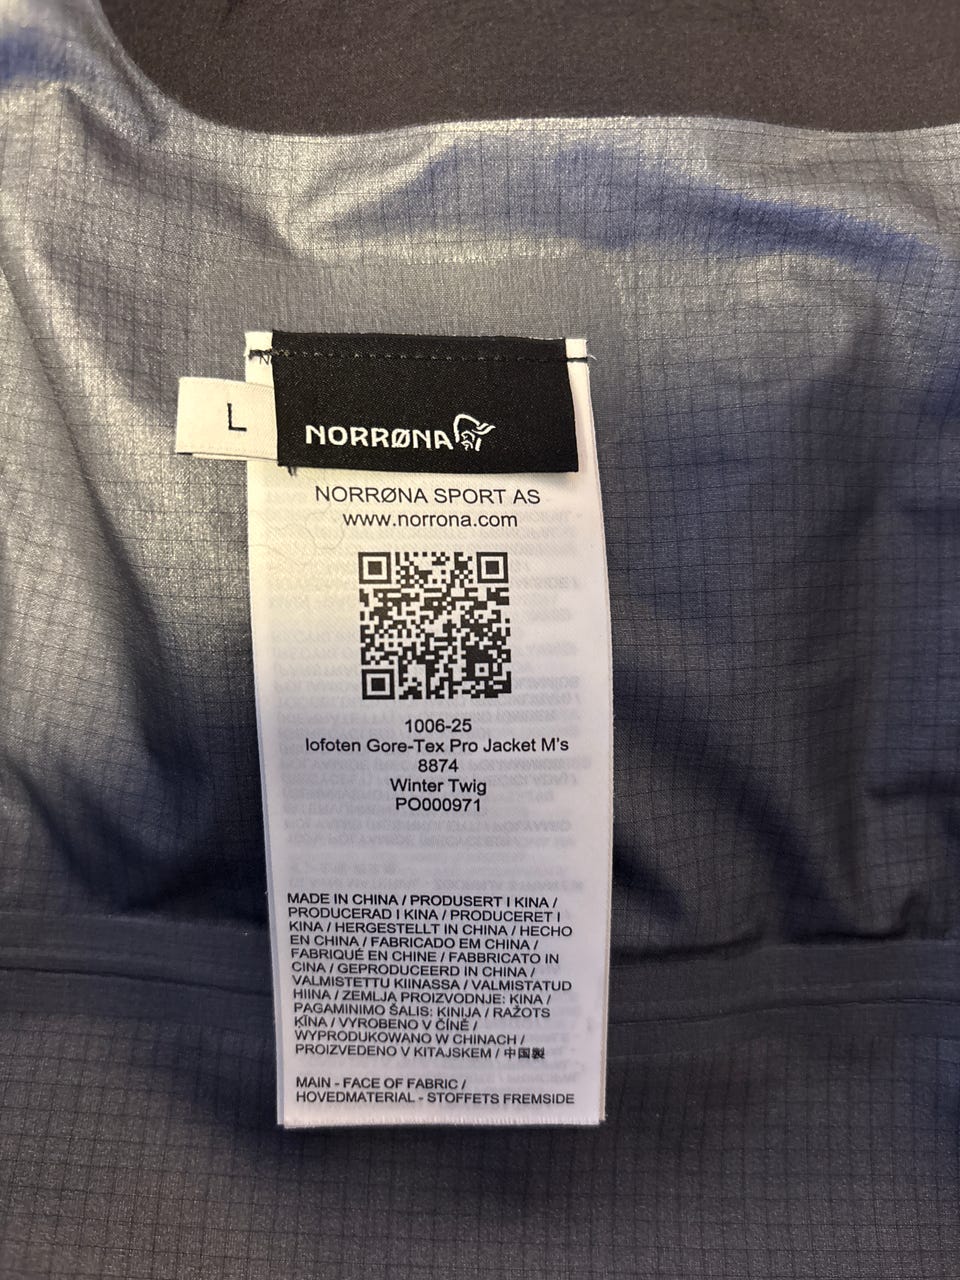 L
NORRØNA
NORRØNA SPORT AS
www.norrona.com
1006-25
lofoten Gore-Tex Pro Jacket M's
8874
Winter Twig
PO000971
MADE IN CHINA / PRODUSERT I KINA /
PRODUCERAD I KINA / PRODUCERET I
KINA / HERGESTELLT IN CHINA / HECHO
EN CHINA / FABRICADO EM CHINA /
FABRIQUÉ EN CHINE / FABBRICATO IN
CINA / GEPRODUCEERD IN CHINA /
VALMISTETTU KIINASSA / VALMISTATUD
HIINA / ZEMLJA PROIZVODNJE: KINA /
PAGAMINIMO ŠALIS: KINIJA / RAŽOTS
ĶĪNA / VYROBENO V ČÍNĚ /
WYPRODUKOWANO W CHINACH /
PROIZVEDENO V KITAJSKEM / 中国製
MAIN - FACE OF FABRIC /
HOVEDMATERIAL - STOFFETS FREMSIDE